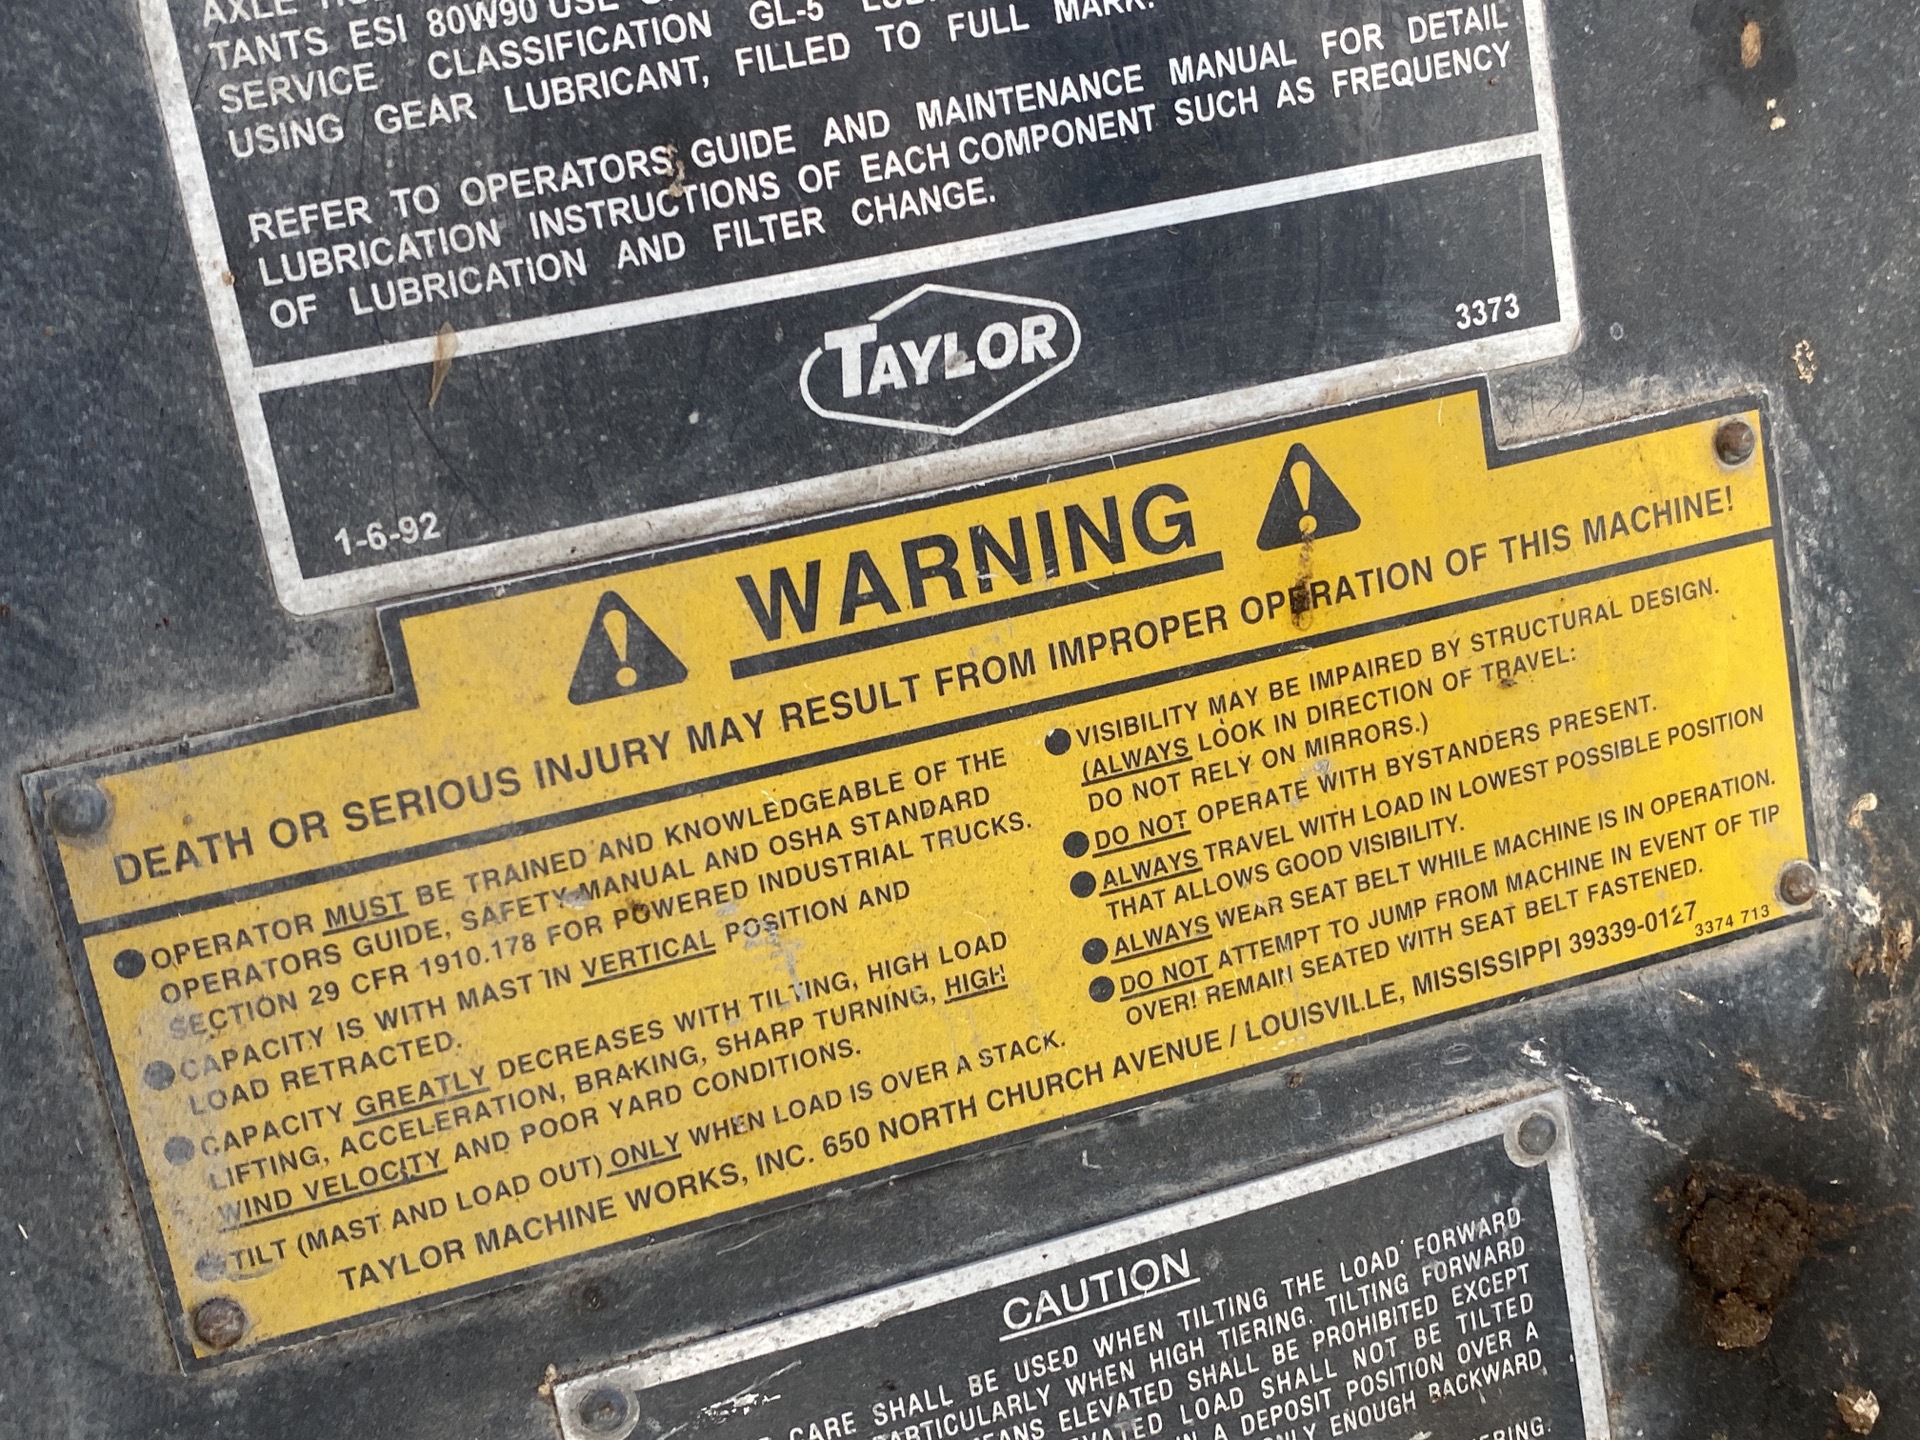 AXLE
TANTS ESI 80W90 USE
SERVICE CLASSIFICATION GL-5
USING GEAR LUBRICANT, FILLED TO FULL MARK.
REFER TO OPERATORS GUIDE AND MAINTENANCE MANUAL FOR DETAIL
LUBRICATION INSTRUCTIONS OF EACH COMPONENT SUCH AS FREQUENCY
OF LUBRICATION AND FILTER CHANGE.
TAYLOR
3373
1-6-92
WARNING
DEATH OR SERIOUS INJURY MAY RESULT FROM IMPROPER OPERATION OF THIS MACHINE!
● OPERATOR MUST BE TRAINED AND KNOWLEDGEABLE OF THE
OPERATORS GUIDE, SAFETY MANUAL AND OSHA STANDARD
SECTION 29 CFR 1910.178 FOR POWERED INDUSTRIAL TRUCKS.
● CAPACITY IS WITH MAST IN VERTICAL POSITION AND
LOAD RETRACTED.
● CAPACITY GREATLY DECREASES WITH TILTING, HIGH LOAD
LIFTING, ACCELERATION, BRAKING, SHARP TURNING, HIGH
WIND VELOCITY AND POOR YARD CONDITIONS.
● TILT (MAST AND LOAD OUT) ONLY WHEN LOAD IS OVER A STACK.
● VISIBILITY MAY BE IMPAIRED BY STRUCTURAL DESIGN.
(ALWAYS LOOK IN DIRECTION OF TRAVEL:
DO NOT RELY ON MIRRORS.)
● DO NOT OPERATE WITH BYSTANDERS PRESENT.
● ALWAYS TRAVEL WITH LOAD IN LOWEST POSSIBLE POSITION
THAT ALLOWS GOOD VISIBILITY.
● ALWAYS WEAR SEAT BELT WHILE MACHINE IS IN OPERATION.
● DO NOT ATTEMPT TO JUMP FROM MACHINE IN EVENT OF TIP
OVER! REMAIN SEATED WITH SEAT BELT FASTENED.
TAYLOR MACHINE WORKS, INC. 650 NORTH CHURCH AVENUE / LOUISVILLE, MISSISSIPPI 39339-0127
3374 713
CAUTION
CARE SHALL BE USED WHEN TILTING THE LOAD FORWARD
PARTICULARLY WHEN HIGH TIERING. TILTING FORWARD
ELEVATED SHALL BE PROHIBITED EXCEPT
LOAD SHALL NOT BE TILTED
IN A DEPOSIT POSITION OVER A
ONLY ENOUGH BACKWARD